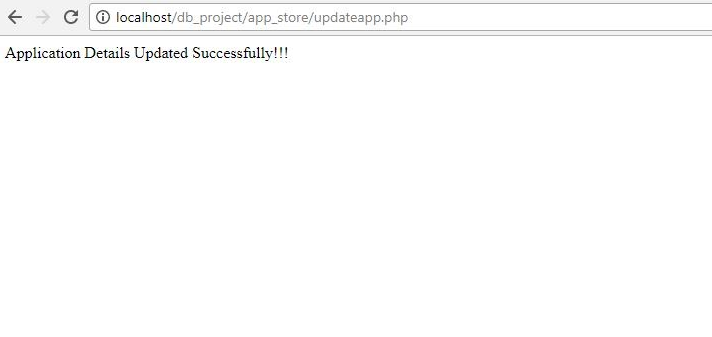 localhost/db_project/app_store/updateapp.php
Application Details Updated Successfully!!!